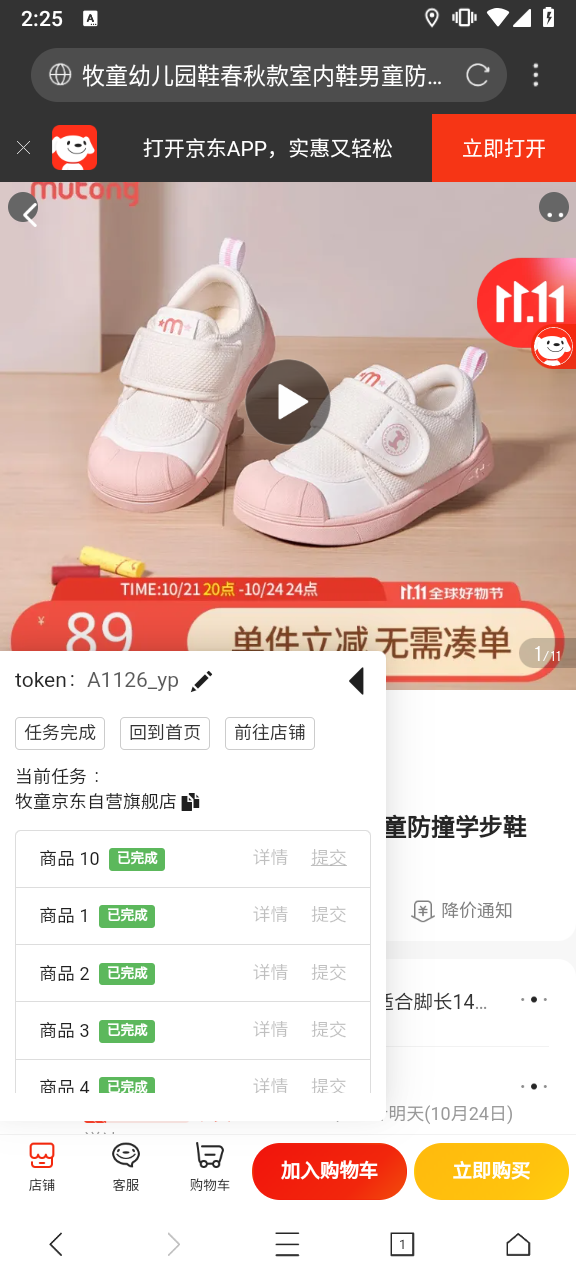 2:25
A
牧童幼儿园鞋春秋款室内鞋男童防...
打开京东APP，实惠又轻松
立即打开
mutong
11.11
TIME:10/21 20点 -10/24 24点
11.11 全球好物节
¥ 89
单件立减 无需凑单
1/11
token： A1126_yp
任务完成 回到首页 前往店铺
当前任务：
牧童京东自营旗舰店
童防撞学步鞋
商品 10 已完成 详情 提交
商品 1 已完成 详情 提交
降价通知
商品 2 已完成 详情 提交
适合脚长14...
商品 3 已完成 详情 提交
商品 4 已完成 详情 提交
明天(10月24日)
店铺 客服 购物车
加入购物车 立即购买
1